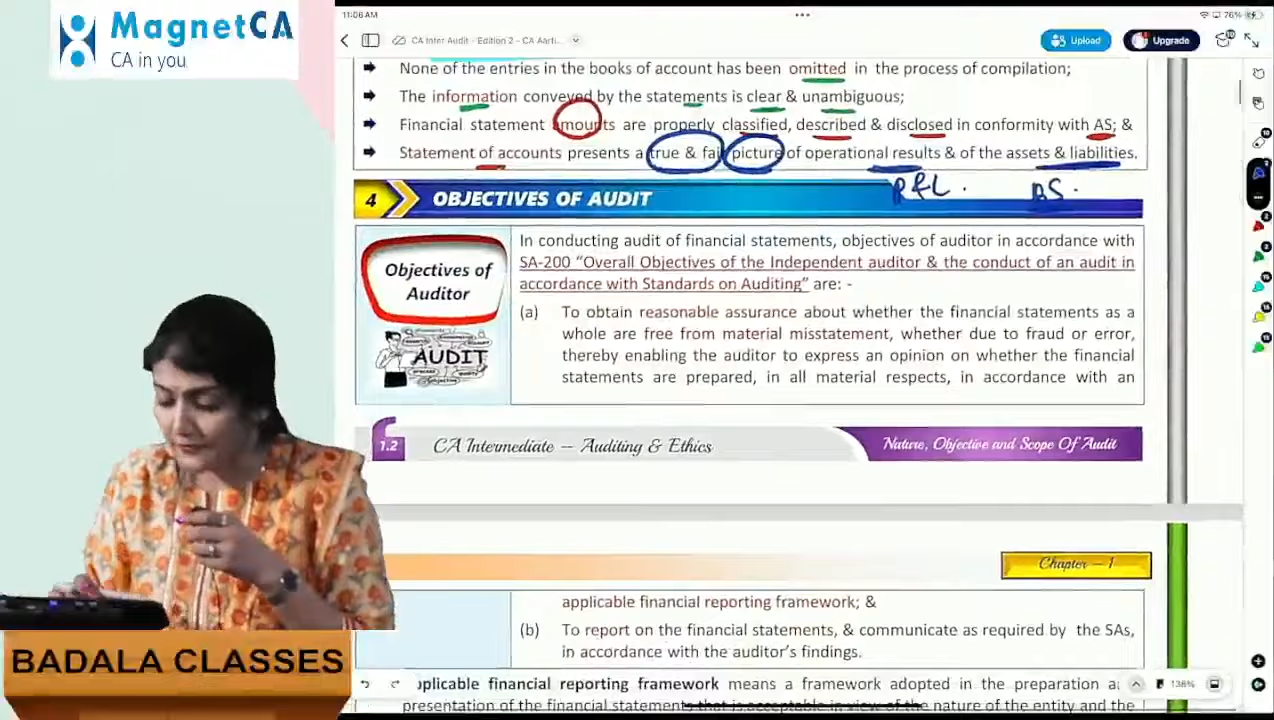 11:06 AM
76%
MagnetCA
CA in you
CA Inter Audit - Edition 2 - CA Aarti...
Upload
Upgrade
None of the entries in the books of account has been omitted in the process of compilation;
The information conveyed by the statements is clear & unambiguous;
Financial statement amounts are properly classified, described & disclosed in conformity with AS; &
Statement of accounts presents a true & fair picture of operational results & of the assets & liabilities.
P&L. BS.
4 OBJECTIVES OF AUDIT
Objectives of
Auditor
AUDIT
In conducting audit of financial statements, objectives of auditor in accordance with
SA-200 “Overall Objectives of the Independent auditor & the conduct of an audit in
accordance with Standards on Auditing” are: -
(a) To obtain reasonable assurance about whether the financial statements as a
whole are free from material misstatement, whether due to fraud or error,
thereby enabling the auditor to express an opinion on whether the financial
statements are prepared, in all material respects, in accordance with an
1.2 CA Intermediate – Auditing & Ethics Nature, Objective and Scope Of Audit
Chapter – 1
applicable financial reporting framework; &
(b) To report on the financial statements, & communicate as required by the SAs,
in accordance with the auditor's findings.
138%
pplicable financial reporting framework means a framework adopted in the preparation a
presentation of the financial statements that is acceptable in view of the nature of the entity and the
BADALA CLASSES